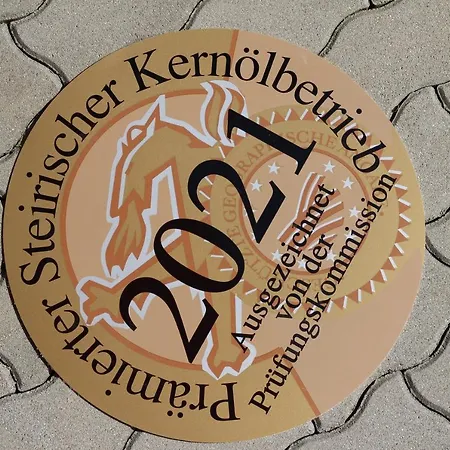 Prämierter Steirischer Kernölbetrieb
2021
Ausgezeichnet
von der
Prüfungskommission